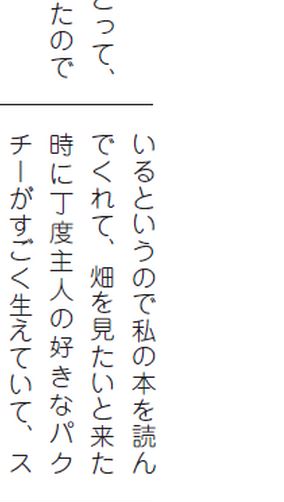 とって、
たので
いるというので私の本を読ん
でくれて、畑を見たいと来た
時に丁度主人の好きなパク
チーがすごく生えていて、ス